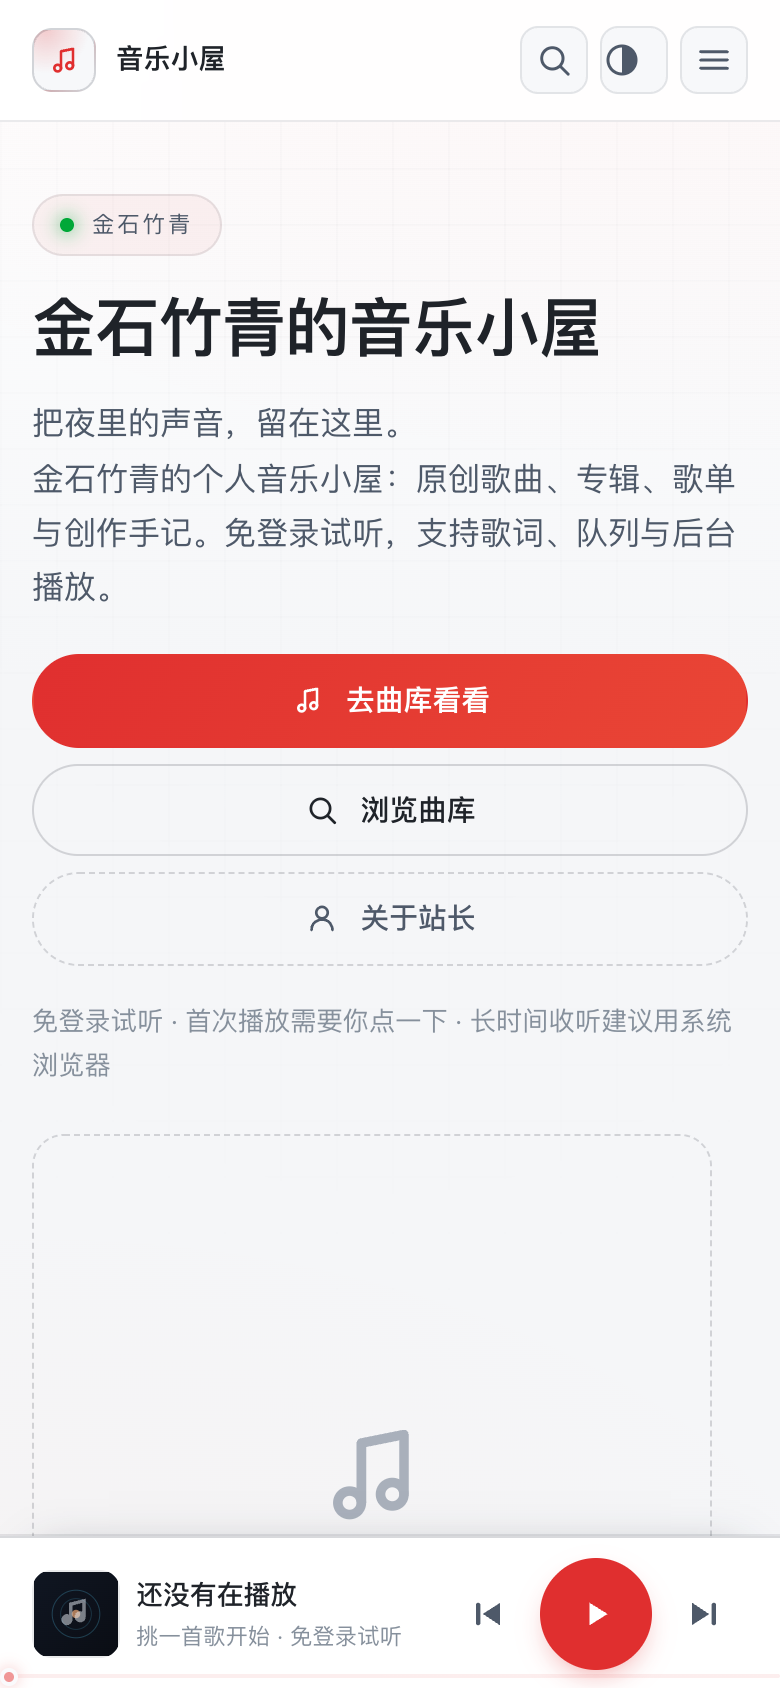 音乐小屋
金石竹青
金石竹青的音乐小屋
把夜里的声音，留在这里。
金石竹青的个人音乐小屋：原创歌曲、专辑、歌单
与创作手记。免登录试听，支持歌词、队列与后台
播放。
去曲库看看
浏览曲库
关于站长
免登录试听 · 首次播放需要你点一下 · 长时间收听建议用系统
浏览器
还没有在播放
挑一首歌开始 · 免登录试听